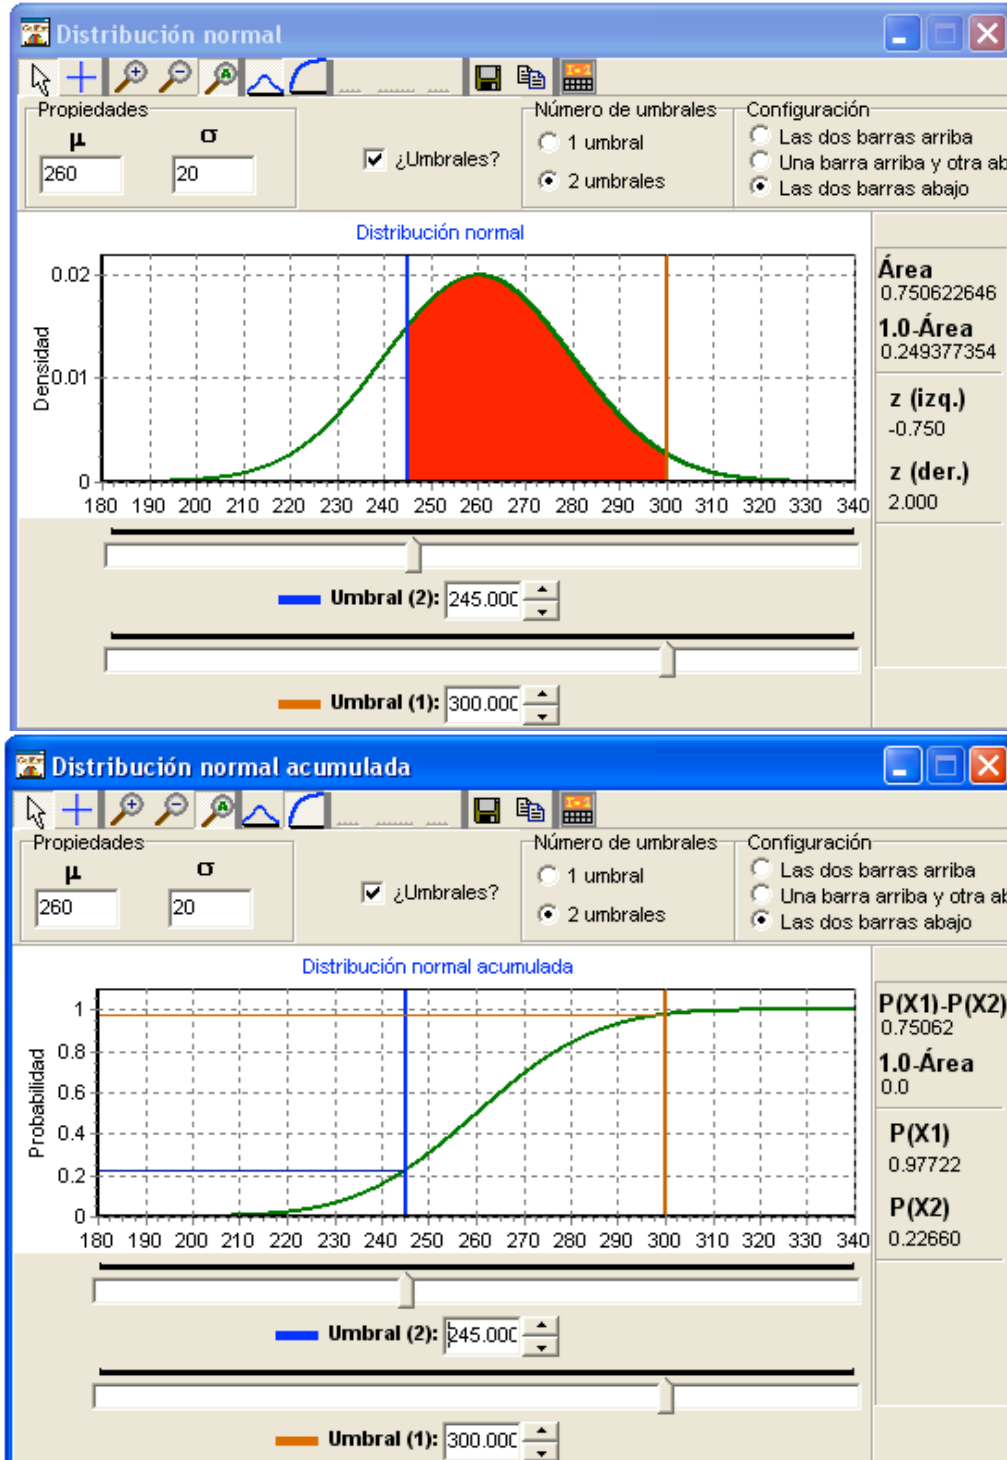 Distribución normal
Propiedades
μ σ
260 20
¿Umbrales?
Número de umbrales
1 umbral
2 umbrales
Configuración
Las dos barras arriba
Una barra arriba y otra ab
Las dos barras abajo
Distribución normal
Densidad
0.02
0.01
0
180 190 200 210 220 230 240 250 260 270 280 290 300 310 320 330 340
Área
0.750622646
1.0-Área
0.249377354
z (izq.)
-0.750
z (der.)
2.000
Umbral (2): 245.000
Umbral (1): 300.000
Distribución normal acumulada
Propiedades
μ σ
260 20
¿Umbrales?
Número de umbrales
1 umbral
2 umbrales
Configuración
Las dos barras arriba
Una barra arriba y otra ab
Las dos barras abajo
Distribución normal acumulada
Probabilidad
1
0.8
0.6
0.4
0.2
0
180 190 200 210 220 230 240 250 260 270 280 290 300 310 320 330 340
P(X1)-P(X2)
0.75062
1.0-Área
0.0
P(X1)
0.97722
P(X2)
0.22660
Umbral (2): 245.000
Umbral (1): 300.000